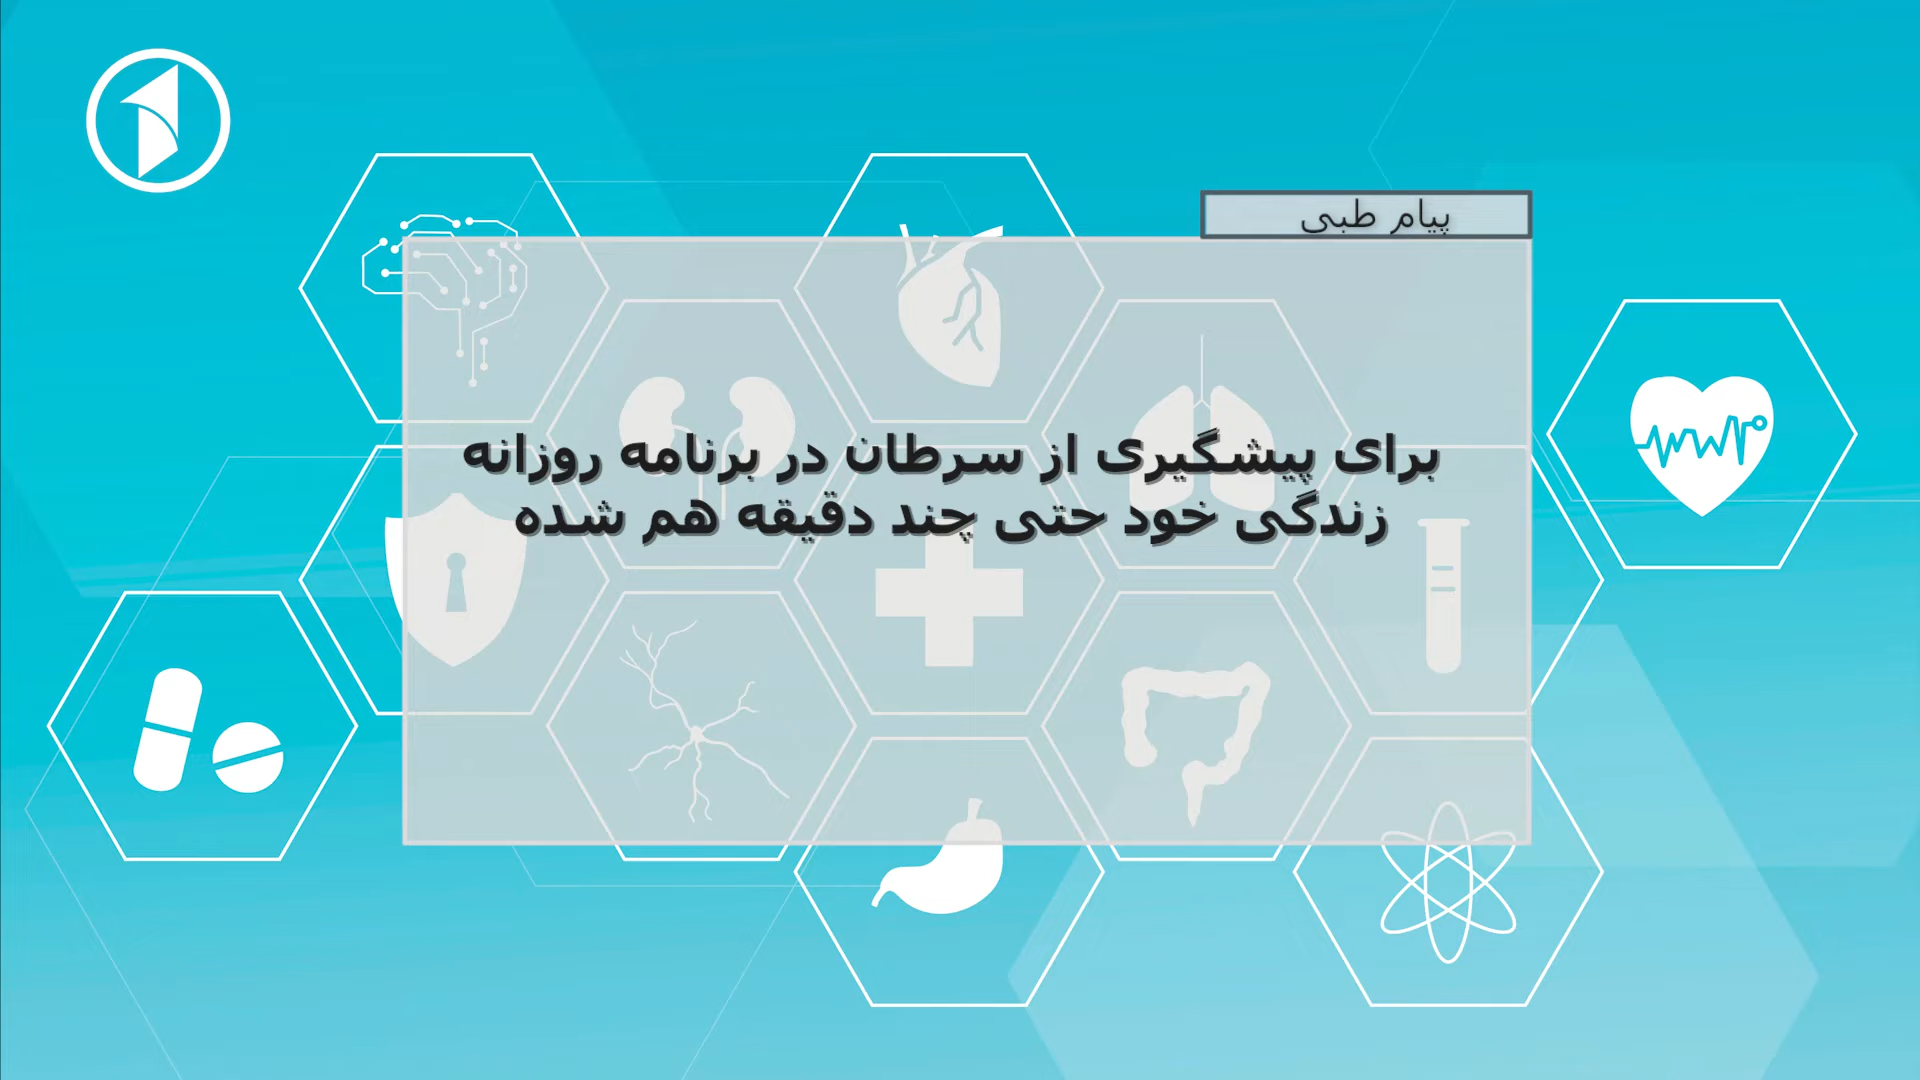 پیام طبی
برای پیشگیری از سرطان در برنامه روزانه
زندگی خود حتی چند دقیقه هم شده